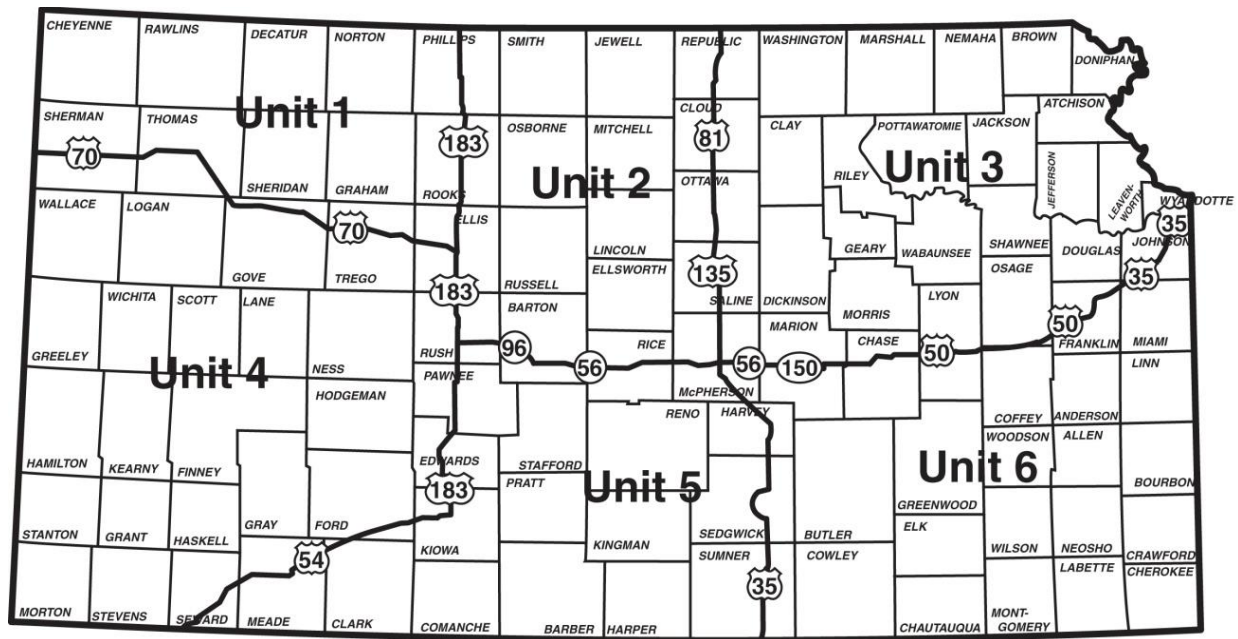 CHEYENNE
RAWLINS
DECATUR
NORTON
PHILLIPS
SMITH
JEWELL
REPUBLIC
WASHINGTON
MARSHALL
NEMAHA
BROWN
DONIPHAN
SHERMAN
THOMAS
Unit 1
183
OSBORNE
MITCHELL
CLOUD
81
CLAY
POTTAWATOMIE
JACKSON
ATCHISON
70
SHERIDAN
GRAHAM
ROOKS
Unit 2
OTTAWA
RILEY
Unit 3
JEFFERSON
LEAVEN-
WORTH
WYANDOTTE
35
WALLACE
LOGAN
70
ELLIS
LINCOLN
GEARY
WABAUNSEE
SHAWNEE
DOUGLAS
JOHNSON
GOVE
TREGO
183
RUSSELL
ELLSWORTH
135
SALINE
DICKINSON
OSAGE
35
WICHITA
SCOTT
LANE
BARTON
MORRIS
LYON
GREELEY
Unit 4
NESS
RUSH
96
56
RICE
56
MARION
150
CHASE
50
50
FRANKLIN
MIAMI
LINN
HODGEMAN
PAWNEE
McPHERSON
RENO
HARVEY
COFFEY
ANDERSON
HAMILTON
KEARNY
FINNEY
EDWARDS
STAFFORD
PRATT
Unit 5
Unit 6
WOODSON
ALLEN
BOURBON
183
GREENWOOD
STANTON
GRANT
HASKELL
GRAY
FORD
KIOWA
KINGMAN
SEDGWICK
BUTLER
ELK
WILSON
NEOSHO
CRAWFORD
54
SUMNER
COWLEY
LABETTE
CHEROKEE
35
MORTON
STEVENS
SEWARD
MEADE
CLARK
COMANCHE
BARBER
HARPER
CHAUTAUQUA
MONT-
GOMERY